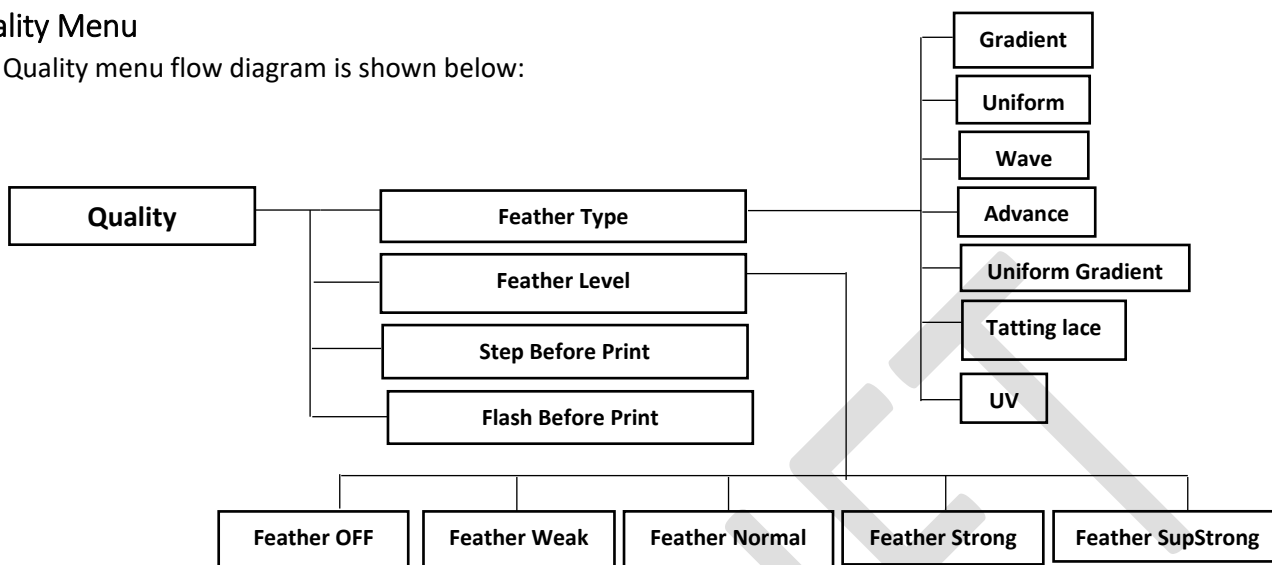 ality Menu
Quality menu flow diagram is shown below:
Gradient
Uniform
Wave
Quality
Feather Type
Advance
Feather Level
Uniform Gradient
Step Before Print
Tatting lace
Flash Before Print
UV
Feather OFF
Feather Weak
Feather Normal
Feather Strong
Feather SupStrong